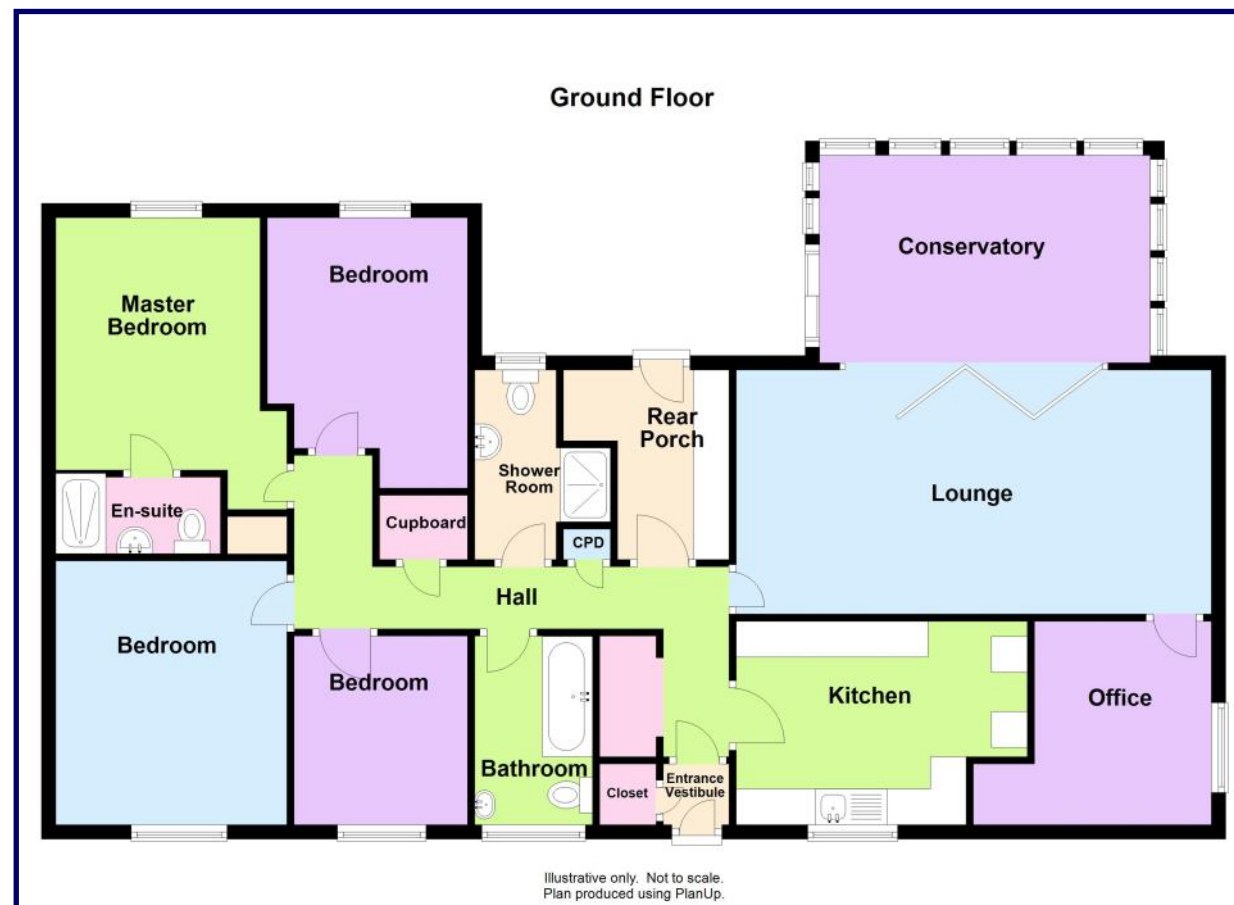 Ground Floor
Conservatory
Bedroom
Master
Bedroom
Rear
Porch
Shower
Room
Lounge
En-suite
Cupboard
CPD
Hall
Bedroom
Bedroom
Kitchen
Office
Bathroom
Entrance
Vestibule
Closet
Illustrative only. Not to scale.
Plan produced using PlanUp.